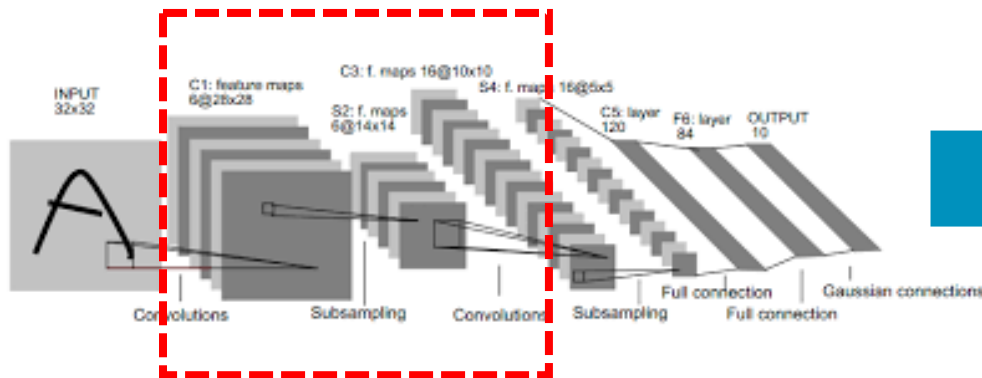 INPUT
32x32
C1: feature maps
6@28x28
S2: f. maps
6@14x14
C3: f. maps 16@10x10
S4: f. maps 16@5x5
C5: layer
120
F6: layer
84
OUTPUT
10
A
Convolutions
Subsampling
Convolutions
Subsampling
Full connection
Full connection
Gaussian connections